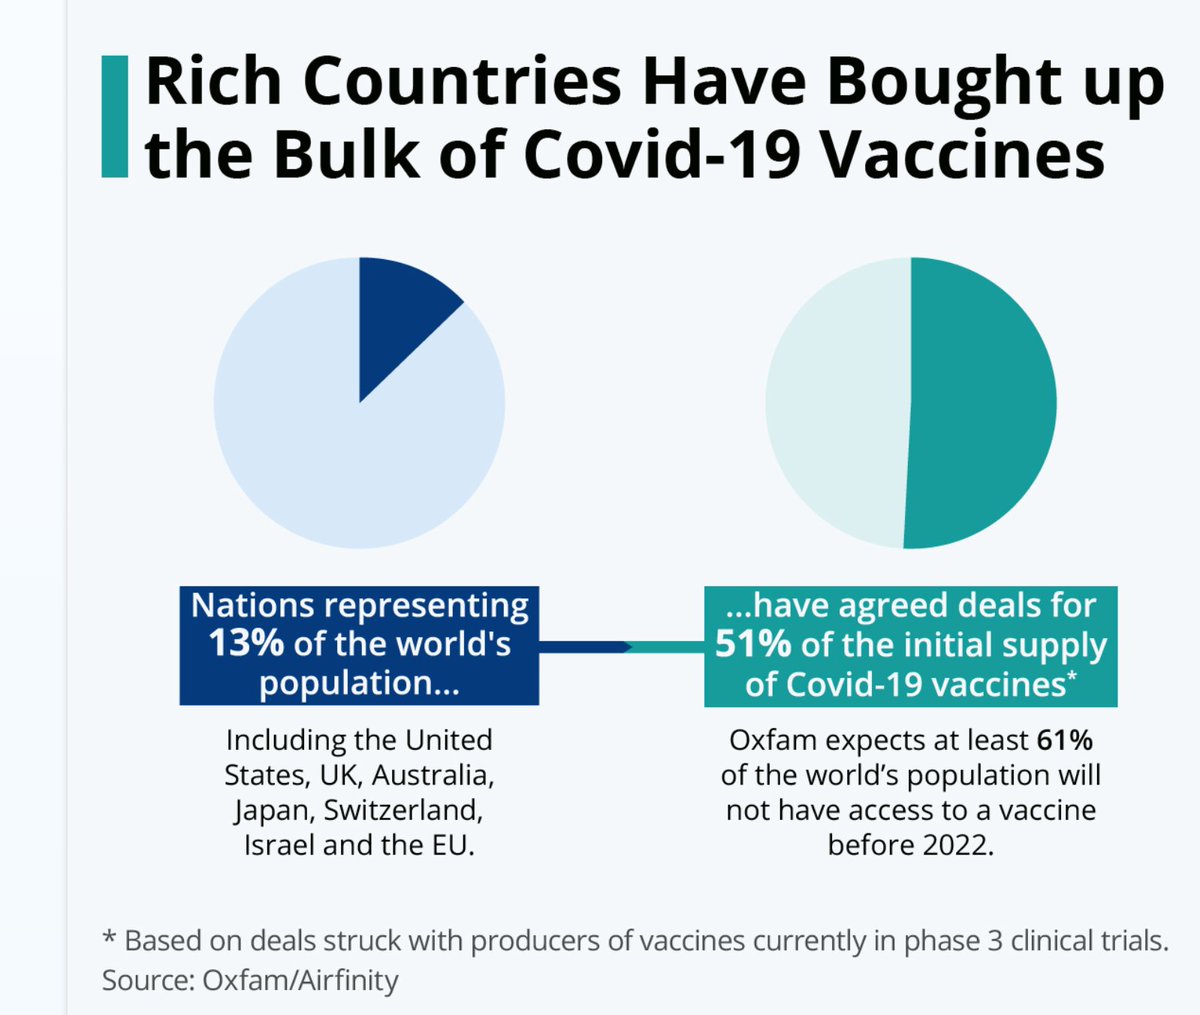 Rich Countries Have Bought up
the Bulk of Covid-19 Vaccines
Nations representing
13% of the world's
population...
Including the United
States, UK, Australia,
Japan, Switzerland,
Israel and the EU.
...have agreed deals for
51% of the initial supply
of Covid-19 vaccines*
Oxfam expects at least 61%
of the world’s population will
not have access to a vaccine
before 2022.
* Based on deals struck with producers of vaccines currently in phase 3 clinical trials.
Source: Oxfam/Airfinity